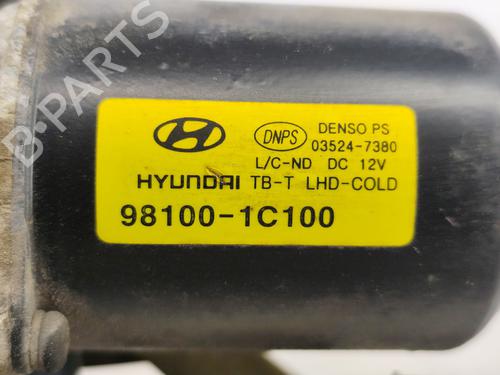 B-PARTS
DNPS DENSO PS
03524-7380
L/C-ND DC 12V
HYUNDAI TB-T LHD-COLD
98100-1C100